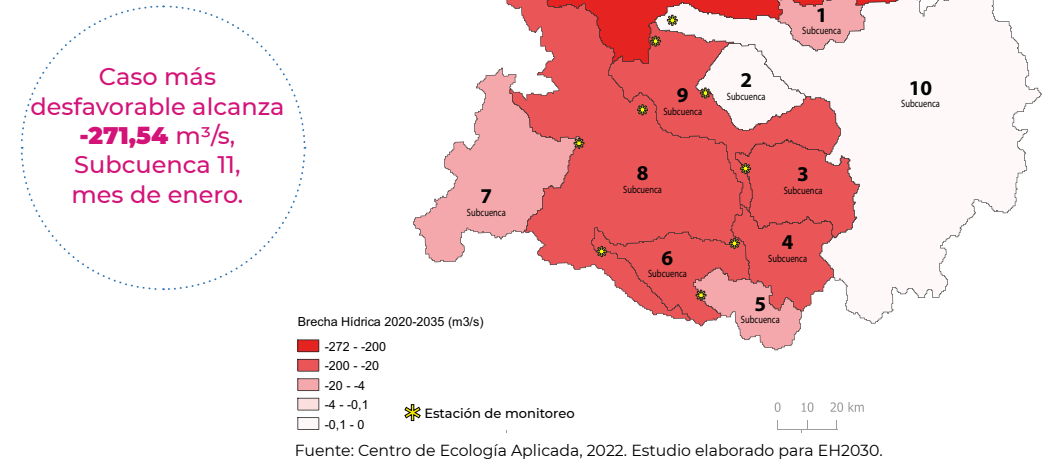 Caso más
desfavorable alcanza
-271,54 m³/s,
Subcuenca 11,
mes de enero.
1
Subcuenca
2
Subcuenca
10
Subcuenca
9
Subcuenca
8
Subcuenca
3
Subcuenca
7
Subcuenca
4
Subcuenca
6
Subcuenca
5
Subcuenca
Brecha Hídrica 2020-2035 (m3/s)
-272 - -200
-200 - -20
-20 - -4
-4 - -0,1
-0,1 - 0
Estación de monitoreo
0 10 20 km
Fuente: Centro de Ecología Aplicada, 2022. Estudio elaborado para EH2030.